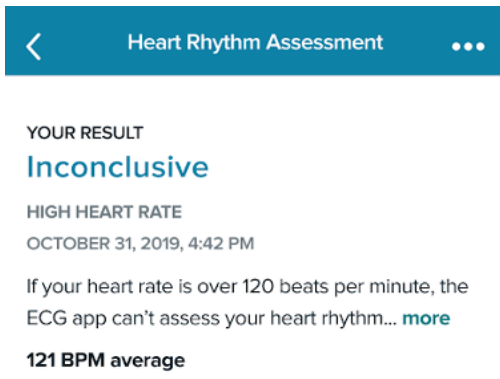 Heart Rhythm Assessment
YOUR RESULT
Inconclusive
HIGH HEART RATE
OCTOBER 31, 2019, 4:42 PM
If your heart rate is over 120 beats per minute, the
ECG app can’t assess your heart rhythm... more
121 BPM average